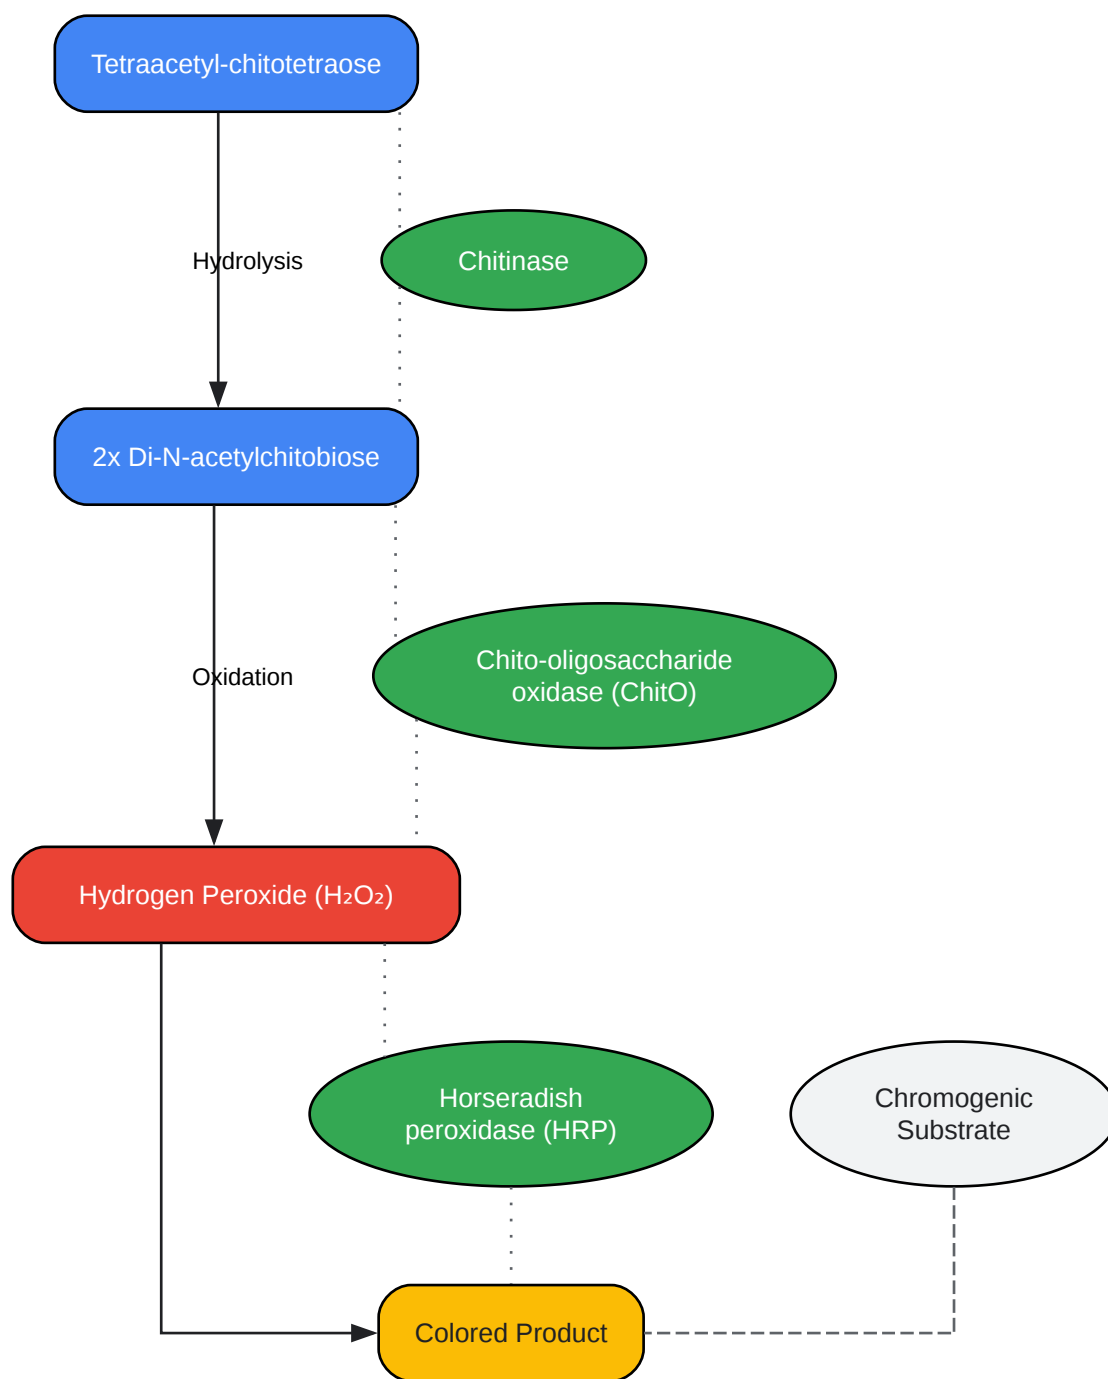 Tetraacetyl-chitotetraose
Hydrolysis
Chitinase
2x Di-N-acetylchitobiose
Oxidation
Chito-oligosaccharide
oxidase (ChitO)
Hydrogen Peroxide (H₂O₂)
Horseradish
peroxidase (HRP)
Chromogenic
Substrate
Colored Product